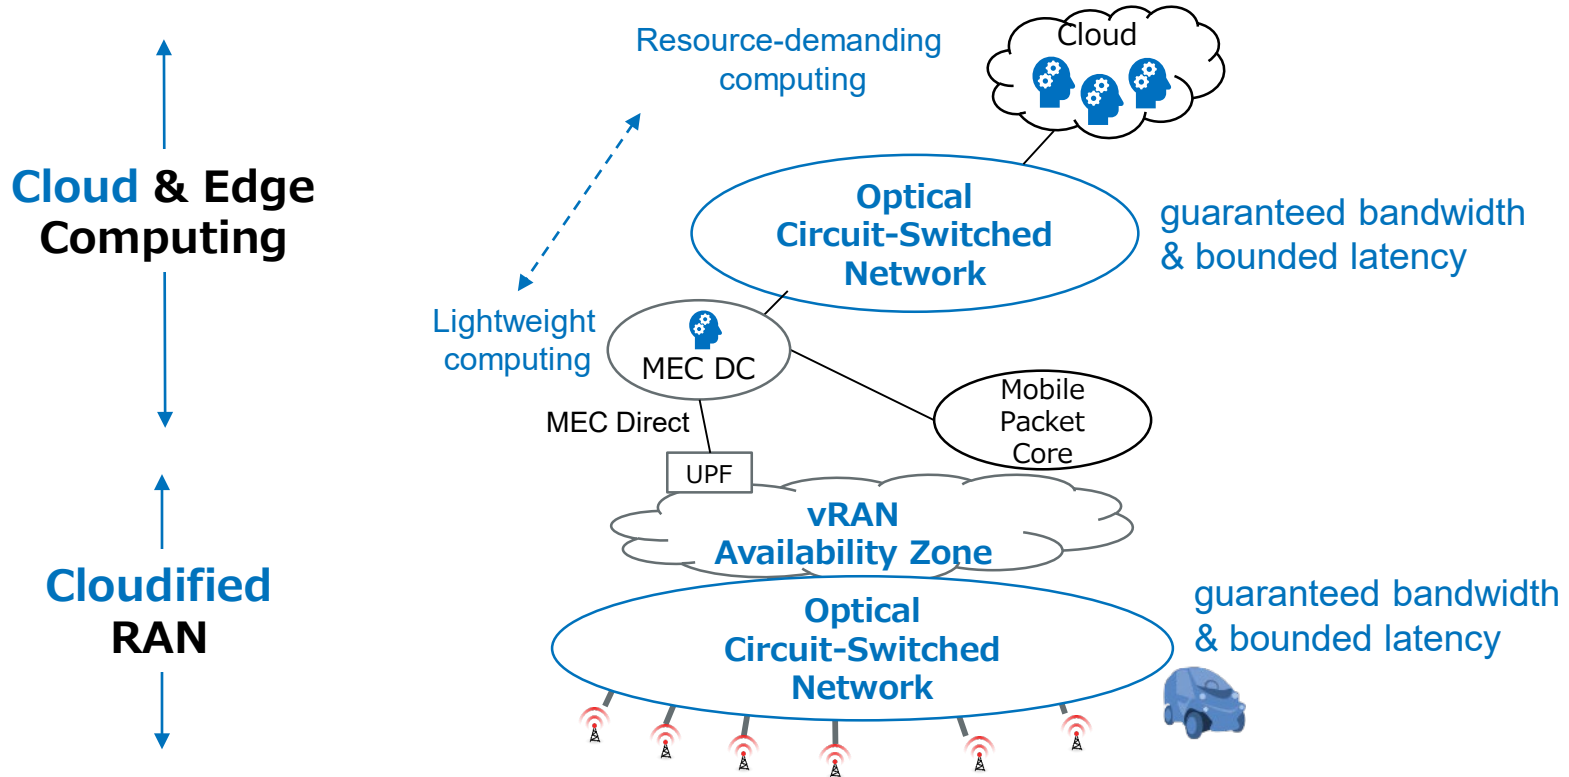 Resource-demanding
computing
Cloud
Cloud & Edge
Computing
Optical
Circuit-Switched
Network
guaranteed bandwidth
& bounded latency
Lightweight
computing
MEC DC
MEC Direct
Mobile
Packet
Core
UPF
vRAN
Availability Zone
Cloudified
RAN
Optical
Circuit-Switched
Network
guaranteed bandwidth
& bounded latency